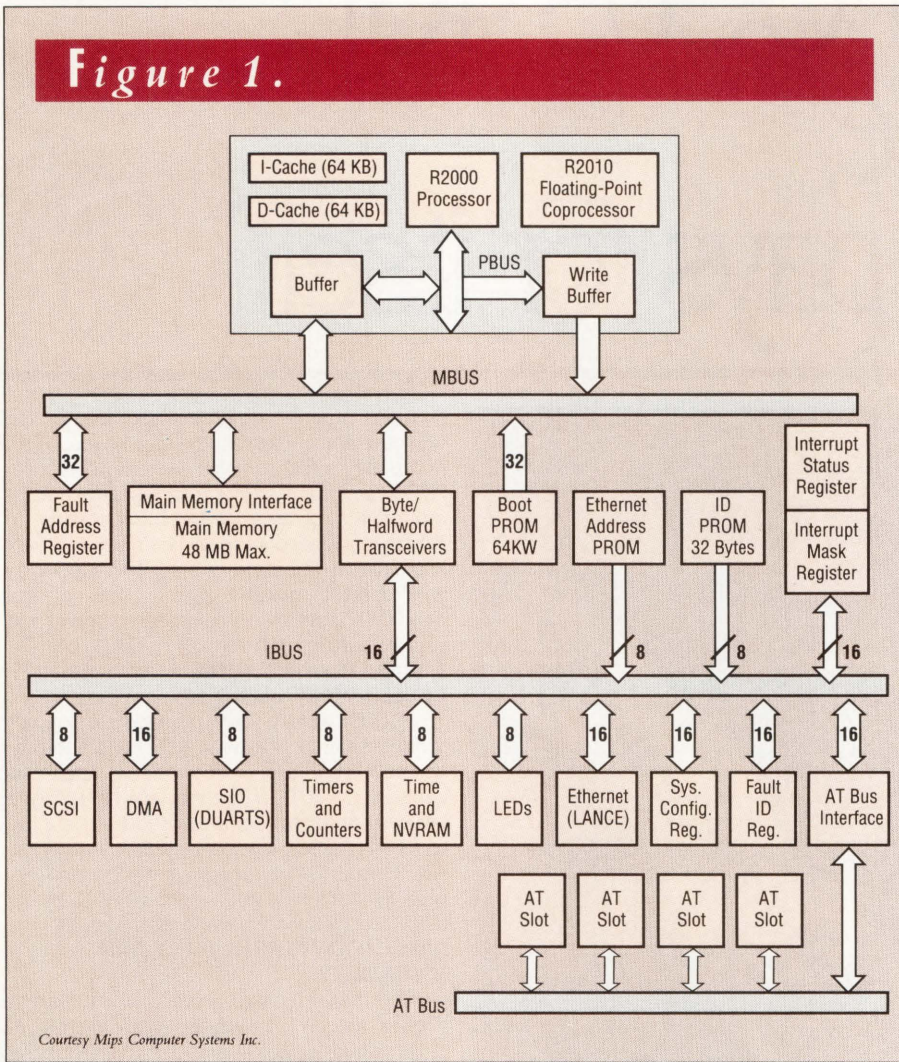 Figure 1.
I-Cache (64 KB)
D-Cache (64 KB)
R2000
Processor
R2010
Floating-Point
Coprocessor
Buffer
PBUS
Write
Buffer
MBUS
32
32
Fault
Address
Register
Main Memory Interface
Main Memory
48 MB Max.
Byte/
Halfword
Transceivers
Boot
PROM
64KW
Ethernet
Address
PROM
ID
PROM
32 Bytes
Interrupt
Status
Register
Interrupt
Mask
Register
IBUS
16
8
8
16
8
16
8
8
8
8
16
16
16
16
SCSI
DMA
SIO
(DUARTS)
Timers
and
Counters
Time
and
NVRAM
LEDs
Ethernet
(LANCE)
Sys.
Config.
Reg.
Fault
ID
Reg.
AT Bus
Interface
AT
Slot
AT
Slot
AT
Slot
AT
Slot
AT Bus
Courtesy Mips Computer Systems Inc.